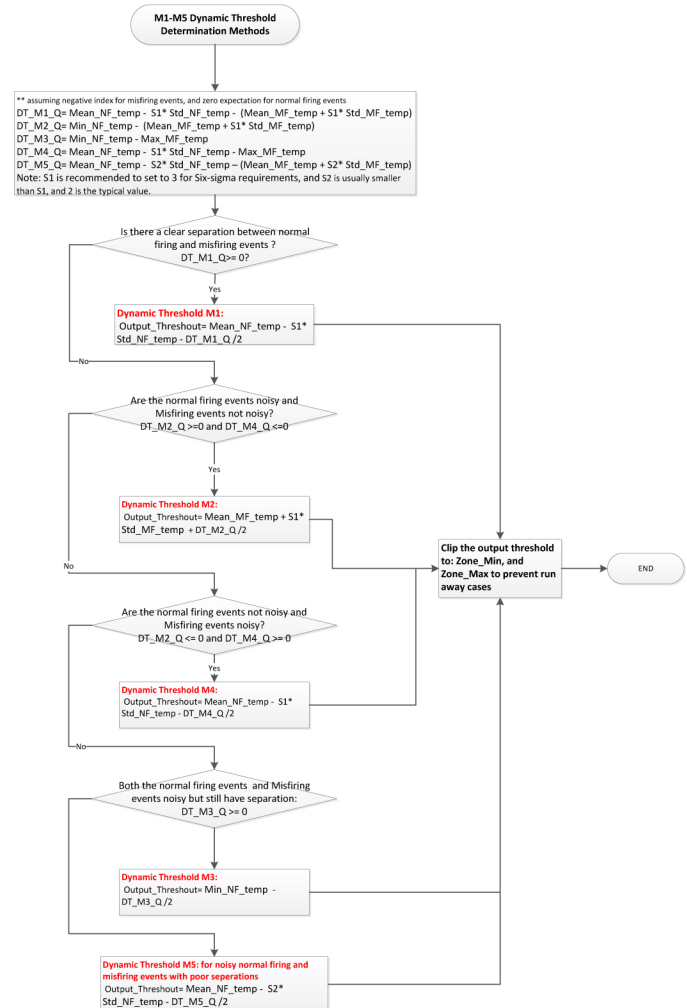 M1-M5 Dynamic Threshold
Determination Methods
** assuming negative index for misfiring events, and zero expectation for normal firing events
DT_M1_Q= Mean_NF_temp - S1* Std_NF_temp - (Mean_MF_temp + S1* Std_MF_temp)
DT_M2_Q= Min_NF_temp - (Mean_MF_temp + S1* Std_MF_temp)
DT_M3_Q= Min_NF_temp - Max_MF_temp
DT_M4_Q= Mean_NF_temp - S1* Std_NF_temp - Max_MF_temp
DT_M5_Q= Mean_NF_temp - S2* Std_NF_temp – (Mean_MF_temp + S2* Std_MF_temp)
Note: S1 is recommended to set to 3 for Six-sigma requirements, and S2 is usually smaller
than S1, and 2 is the typical value.
Is there a clear separation between normal
firing and misfiring events ?
DT_M1_Q>= 0?
Yes
Dynamic Threshold M1:
Output_Threshout= Mean_NF_temp - S1*
Std_NF_temp - DT_M1_Q /2
No
Are the normal firing events noisy and
Misfiring events not noisy?
DT_M2_Q >=0 and DT_M4_Q <=0
Yes
Dynamic Threshold M2:
Output_Threshout= Mean_MF_temp + S1*
Std_MF_temp + DT_M2_Q /2
Clip the output threshold
to: Zone_Min, and
Zone_Max to prevent run
away cases
END
No
Are the normal firing events not noisy and
Misfiring events noisy?
DT_M2_Q <= 0 and DT_M4_Q >= 0
Yes
Dynamic Threshold M4:
Output_Threshout= Mean_NF_temp - S1*
Std_NF_temp - DT_M4_Q /2
No
Both the normal firing events and Misfiring
events noisy but still have separation:
DT_M3_Q >= 0
Dynamic Threshold M3:
Output_Threshout= Min_NF_temp -
DT_M3_Q /2
Dynamic Threshold M5: for noisy normal firing and
misfiring events with poor seperations
Output_Threshout= Mean_NF_temp - S2*
Std_NF_temp - DT_M5_Q /2